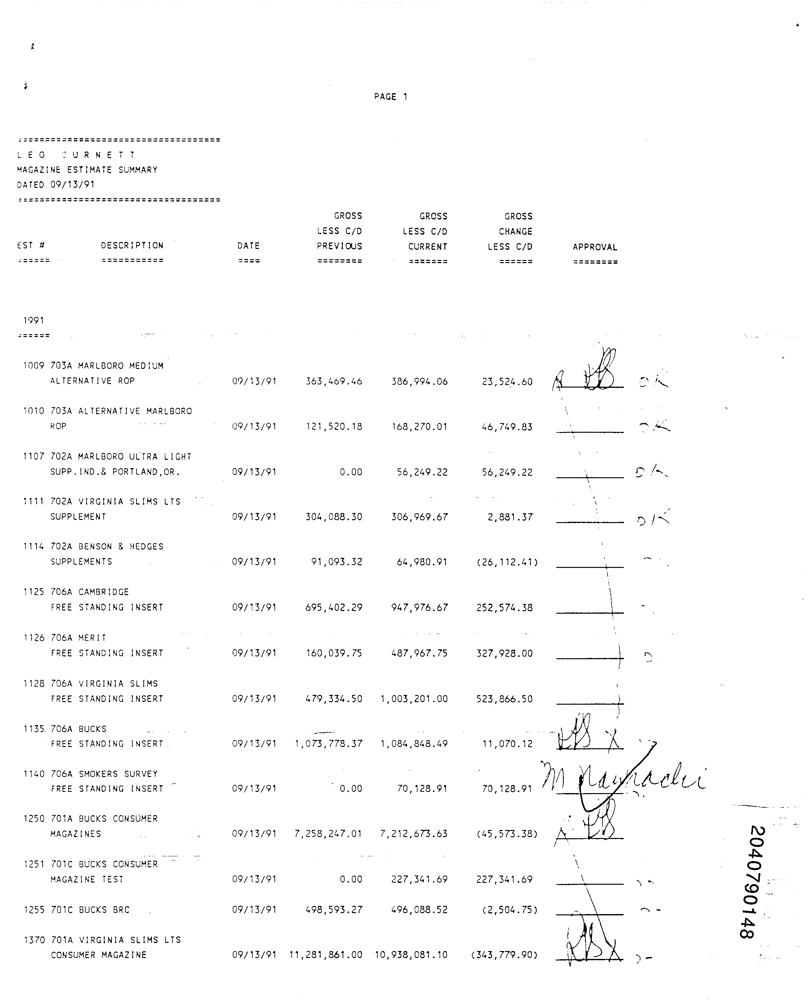 PAGE 1
===================================
L E O   U R N E T T
MAGAZINE ESTIMATE SUMMARY
DATED 09/13/91
===================================
GROSS GROSS GROSS
LESS C/D LESS C/D CHANGE
EST # DESCRIPTION DATE PREVIOUS CURRENT LESS C/D APPROVAL
====== =========== ==== ======== ======= ====== ========
1991
======
1009 703A MARLBORO MEDIUM
ALTERNATIVE ROP 09/13/91 363,469.46 386,994.06 23,524.60 OK
1010 703A ALTERNATIVE MARLBORO
ROP 09/13/91 121,520.18 168,270.01 46,749.83 OK
1107 702A MARLBORO ULTRA LIGHT
SUPP.IND.& PORTLAND,OR. 09/13/91 0.00 56,249.22 56,249.22
1111 702A VIRGINIA SLIMS LTS
SUPPLEMENT 09/13/91 304,088.30 306,969.67 2,881.37 OK
1114 702A BENSON & HEDGES
SUPPLEMENTS 09/13/91 91,093.32 64,980.91 (26,112.41)
1125 706A CAMBRIDGE
FREE STANDING INSERT 09/13/91 695,402.29 947,976.67 252,574.38
1126 706A MERIT
FREE STANDING INSERT 09/13/91 160,039.75 487,967.75 327,928.00
1128 706A VIRGINIA SLIMS
FREE STANDING INSERT 09/13/91 479,334.50 1,003,201.00 523,866.50
1135 706A BUCKS
FREE STANDING INSERT 09/13/91 1,073,778.37 1,084,848.49 11,070.12
1140 706A SMOKERS SURVEY
FREE STANDING INSERT 09/13/91 0.00 70,128.91 70,128.91
1250 701A BUCKS CONSUMER
MAGAZINES 09/13/91 7,258,247.01 7,212,673.63 (45,573.38)
1251 701C BUCKS CONSUMER
MAGAZINE TEST 09/13/91 0.00 227,341.69 227,341.69
1255 701C BUCKS BRC 09/13/91 498,593.27 496,088.52 (2,504.75)
1370 701A VIRGINIA SLIMS LTS
CONSUMER MAGAZINE 09/13/91 11,281,861.00 10,938,081.10 (343,779.90)
2040790148